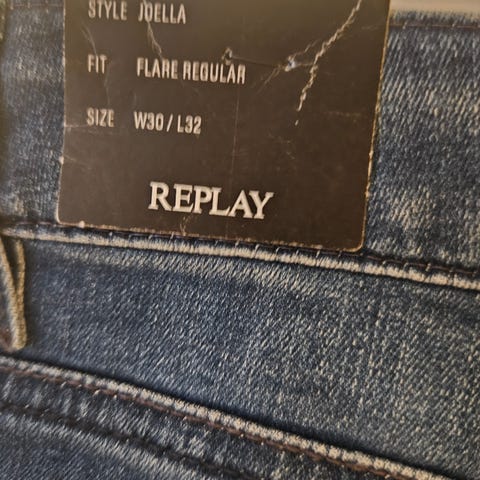 STYLE JOELLA
FIT FLARE REGULAR
SIZE W30/L32
REPLAY